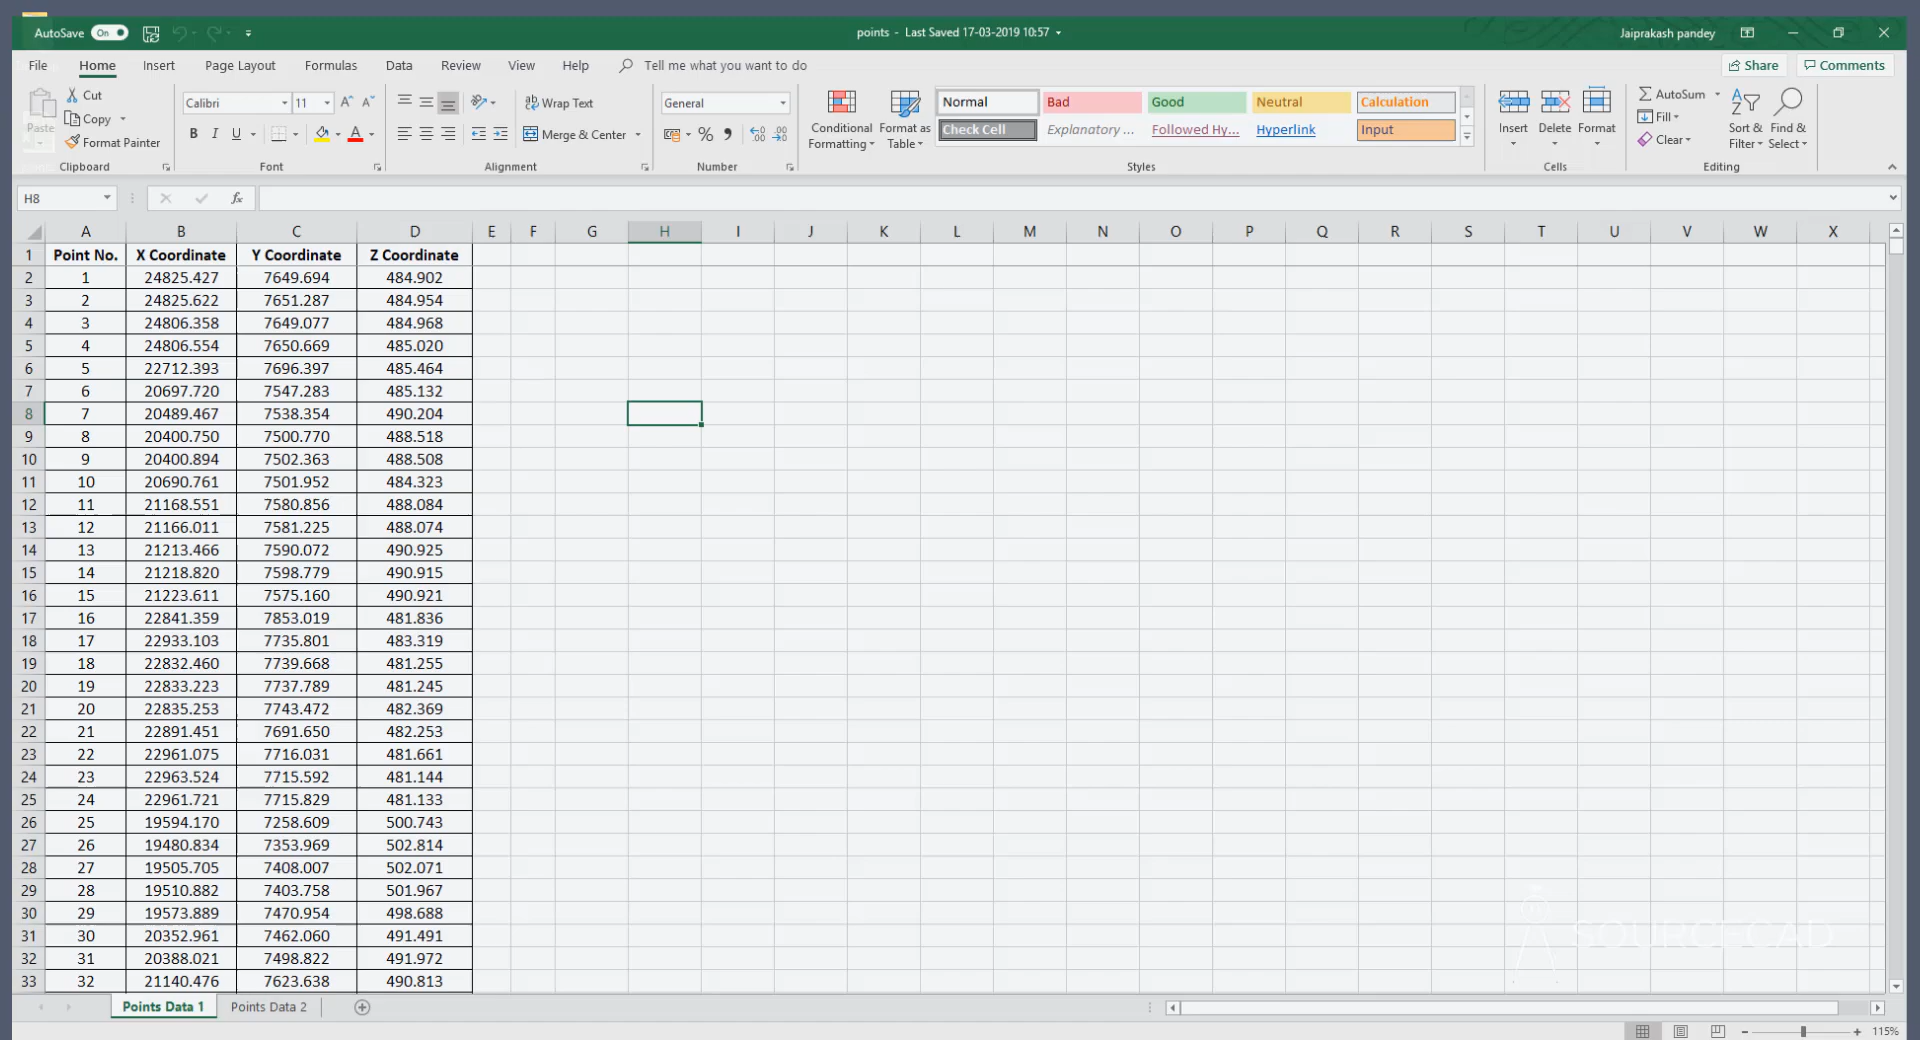 AutoSave On points - Last Saved 17-03-2019 10:57 Jaiprakash pandey
File Home Insert Page Layout Formulas Data Review View Help Tell me what you want to do Share Comments
Cut
Copy
Format Painter
Paste
Clipboard
Calibri 11
B I U
Font
Wrap Text
Merge & Center
Alignment
General
%
Number
Conditional Formatting
Format as Table
Normal Bad Good Neutral Calculation
Check Cell Explanatory ... Followed Hy... Hyperlink Input
Styles
Insert Delete Format
Cells
AutoSum
Fill
Clear
Sort & Filter
Find & Select
Editing
H8 fx
A B C D E F G H I J K L M N O P Q R S T U V W X
1 Point No. X Coordinate Y Coordinate Z Coordinate
2 1 24825.427 7649.694 484.902
3 2 24825.622 7651.287 484.954
4 3 24806.358 7649.077 484.968
5 4 24806.554 7650.669 485.020
6 5 22712.393 7696.397 485.464
7 6 20697.720 7547.283 485.132
8 7 20489.467 7538.354 490.204
9 8 20400.750 7500.770 488.518
10 9 20400.894 7502.363 488.508
11 10 20690.761 7501.952 484.323
12 11 21168.551 7580.856 488.084
13 12 21166.011 7581.225 488.074
14 13 21213.466 7590.072 490.925
15 14 21218.820 7598.779 490.915
16 15 21223.611 7575.160 490.921
17 16 22841.359 7853.019 481.836
18 17 22933.103 7735.801 483.319
19 18 22832.460 7739.668 481.255
20 19 22833.223 7737.789 481.245
21 20 22835.253 7743.472 482.369
22 21 22891.451 7691.650 482.253
23 22 22961.075 7716.031 481.661
24 23 22963.524 7715.592 481.144
25 24 22961.721 7715.829 481.133
26 25 19594.170 7258.609 500.743
27 26 19480.834 7353.969 502.814
28 27 19505.705 7408.007 502.071
29 28 19510.882 7403.758 501.967
30 29 19573.889 7470.954 498.688
31 30 20352.961 7462.060 491.491
32 31 20388.021 7498.822 491.972
33 32 21140.476 7623.638 490.813
SOURCECAD
Points Data 1 Points Data 2
115%